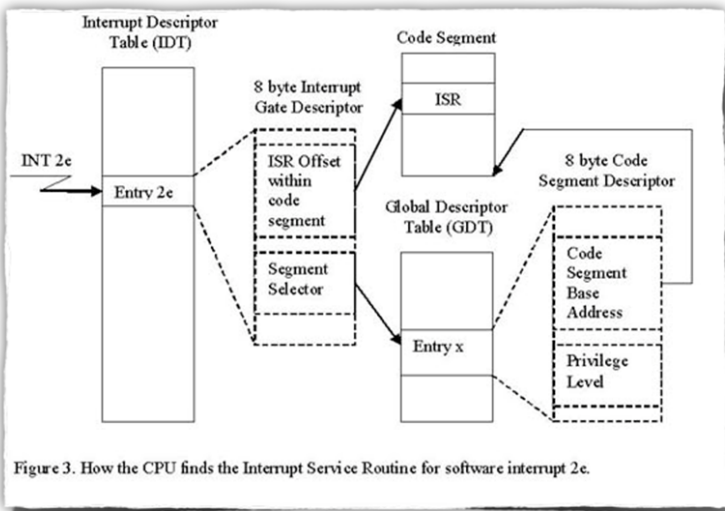 Interrupt Descriptor
Table (IDT)
INT 2e
Entry 2e
8 byte Interrupt
Gate Descriptor
ISR Offset
within
code
segment
Segment
Selector
Code Segment
ISR
Global Descriptor
Table (GDT)
Entry x
8 byte Code
Segment Descriptor
Code
Segment
Base
Address
Privilege
Level
Figure 3. How the CPU finds the Interrupt Service Routine for software interrupt 2e.